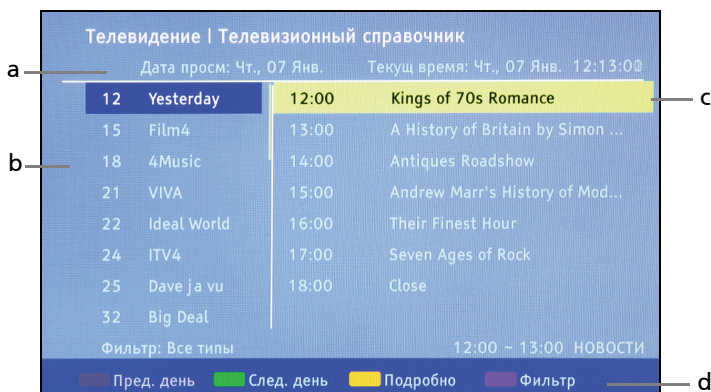 Телевидение | Телевизионный справочник
a
Дата просм: Чт., 07 Янв. Текущ время: Чт., 07 Янв. 12:13:00
12 Yesterday 12:00 Kings of 70s Romance
c
15 Film4 13:00 A History of Britain by Simon ...
b
18 4Music 14:00 Antiques Roadshow
21 VIVA 15:00 Andrew Marr's History of Mod...
22 Ideal World 16:00 Their Finest Hour
24 ITV4 17:00 Seven Ages of Rock
25 Dave ja vu 18:00 Close
32 Big Deal
Фильтр: Все типы 12:00 ~ 13:00 НОВОСТИ
Пред. день След. день Подробно Фильтр
d